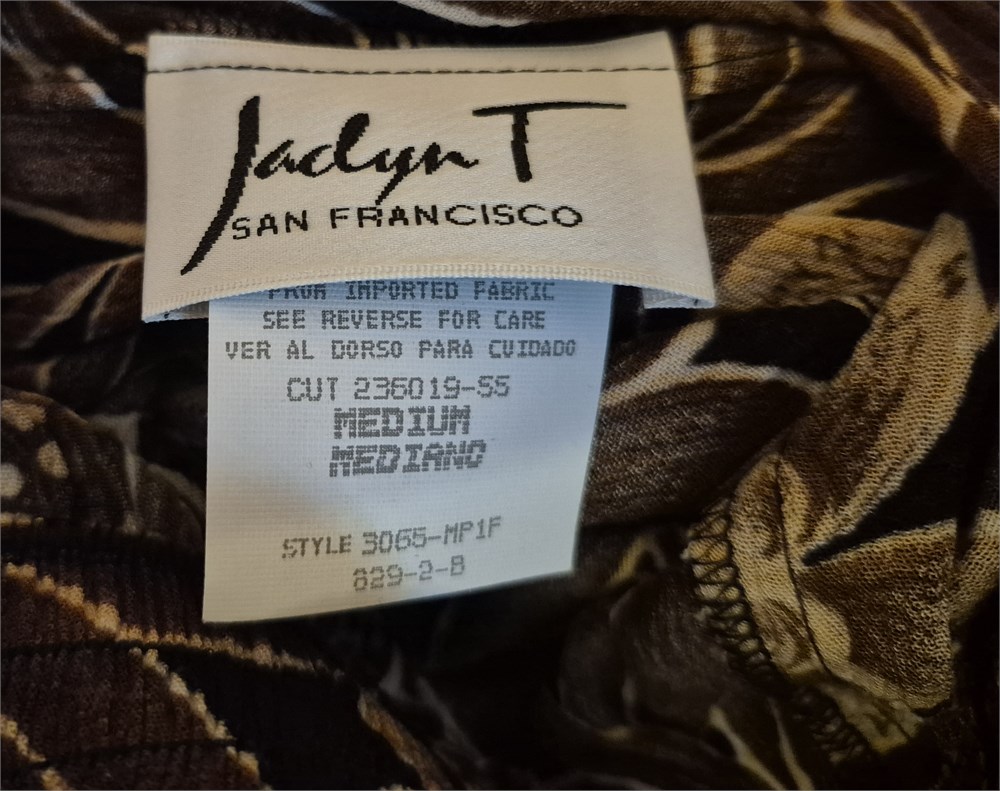 Jaclyn T
SAN FRANCISCO
FROM IMPORTED FABRIC
SEE REVERSE FOR CARE
VER AL DORSO PARA CUIDADO
CUT 236019-S5
MEDIUM
MEDIANO
STYLE 3065-MP1F
829-2-B